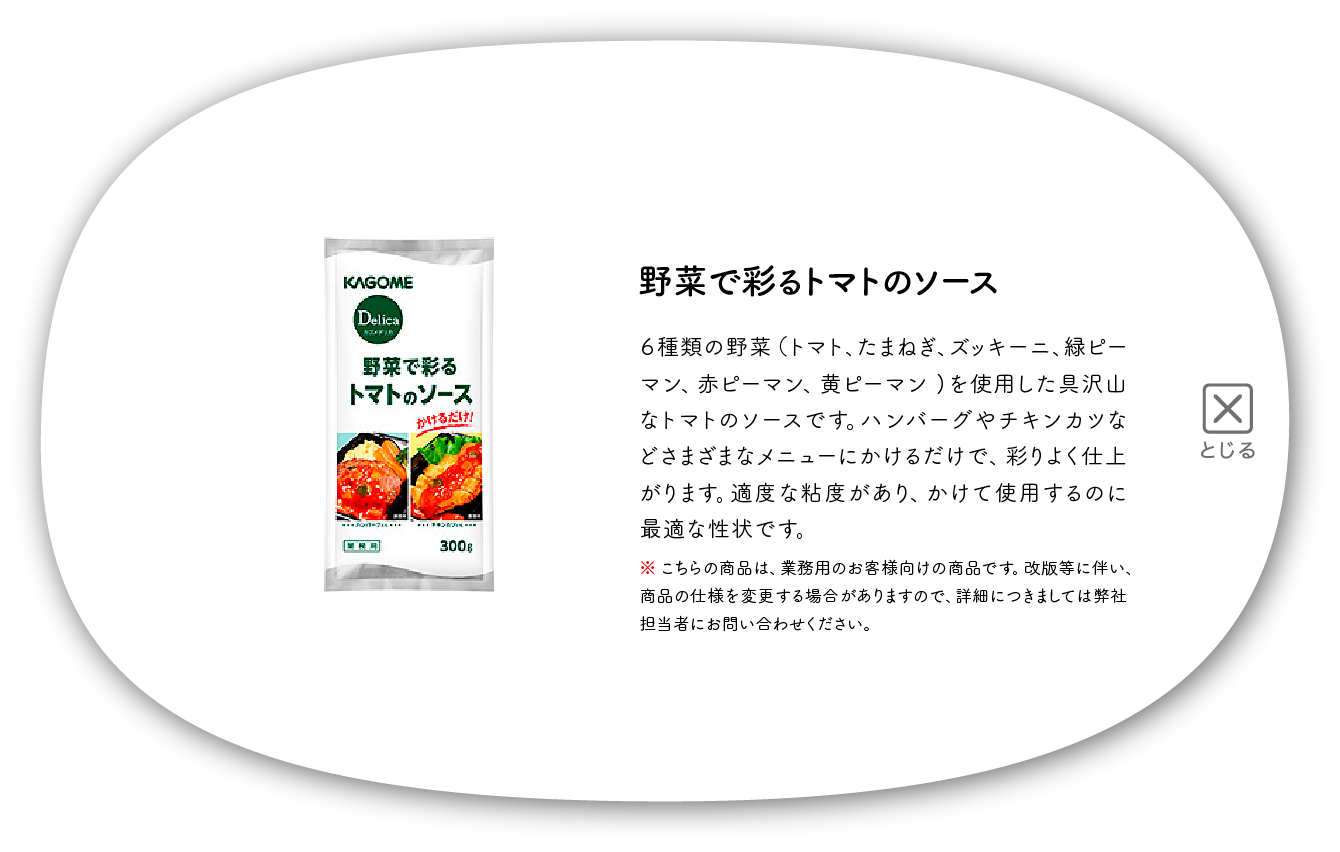 KAGOME
Delica
野菜で彩る
トマトのソース
かけるだけ!
業務用
300g
野菜で彩るトマトのソース
6種類の野菜(トマト、たまねぎ、ズッキーニ、緑ピー
マン、赤ピーマン、黄ピーマン )を使用した具沢山
なトマトのソースです。ハンバーグやチキンカツな
どさまざまなメニューにかけるだけで、彩りよく仕上
がります。適度な粘度があり、かけて使用するのに
最適な性状です。
※ こちらの商品は、業務用のお客様向けの商品です。改版等に伴い、
商品の仕様を変更する場合がありますので、詳細につきましては弊社
担当者にお問い合わせください。
とじる